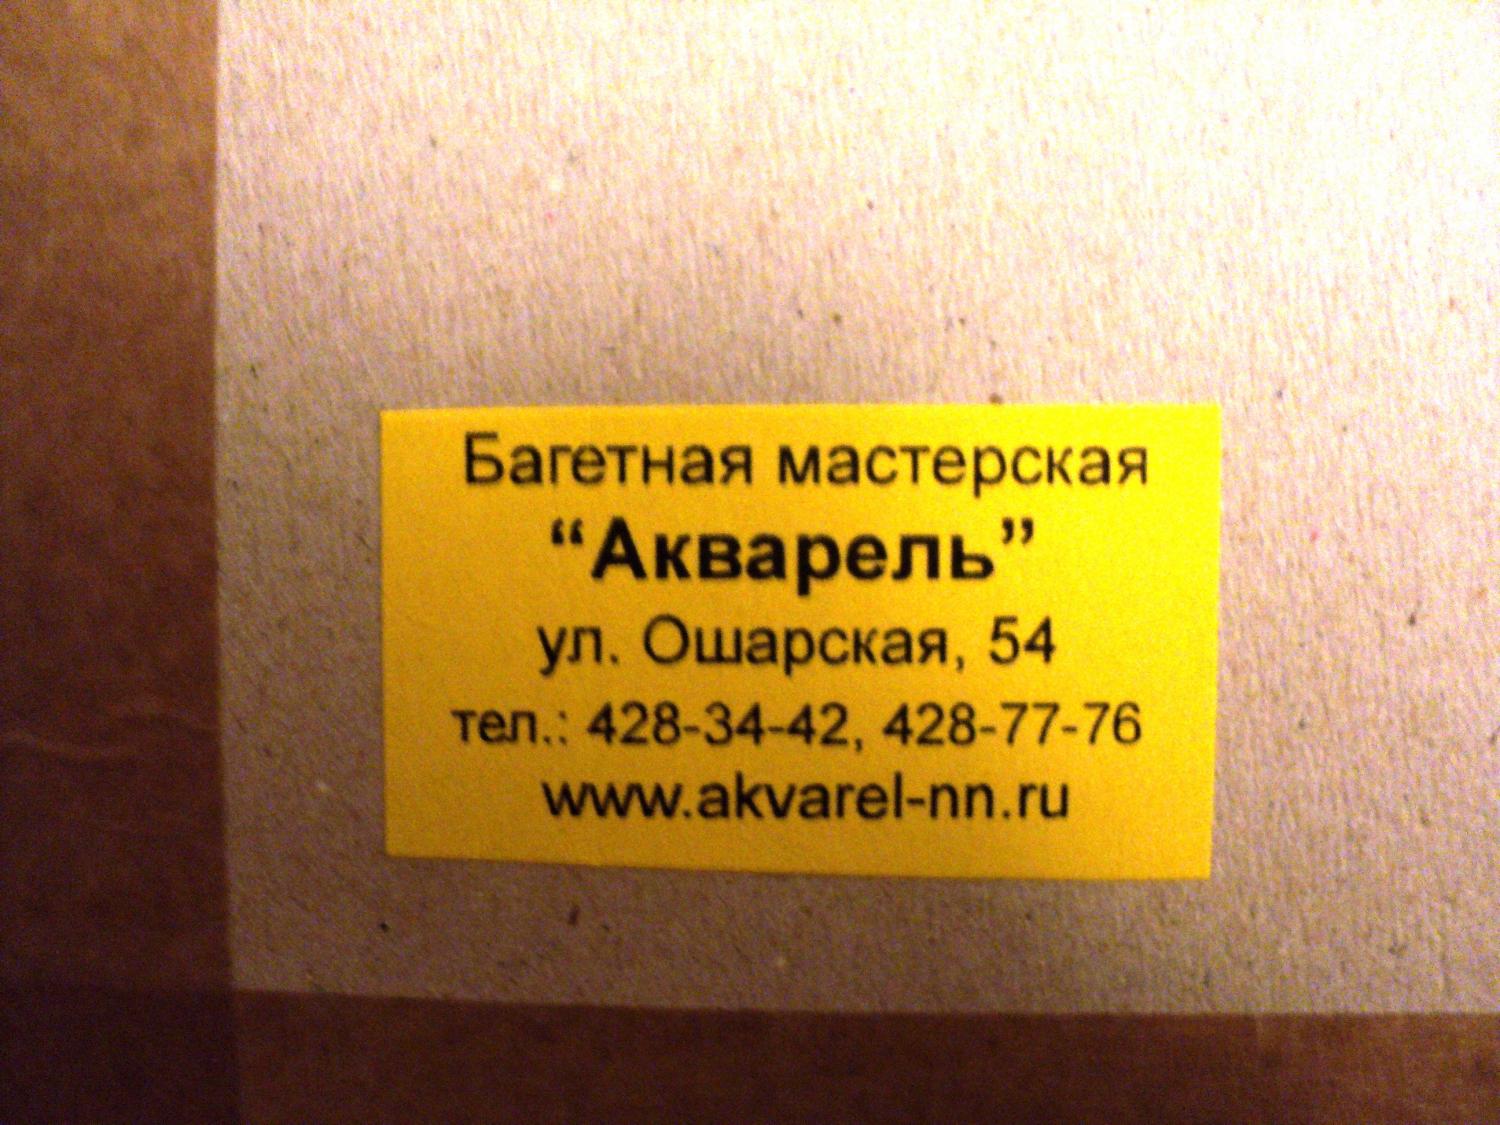 Багетная мастерская
“Акварель”
ул. Ошарская, 54
тел.: 428-34-42, 428-77-76
www.akvarel-nn.ru